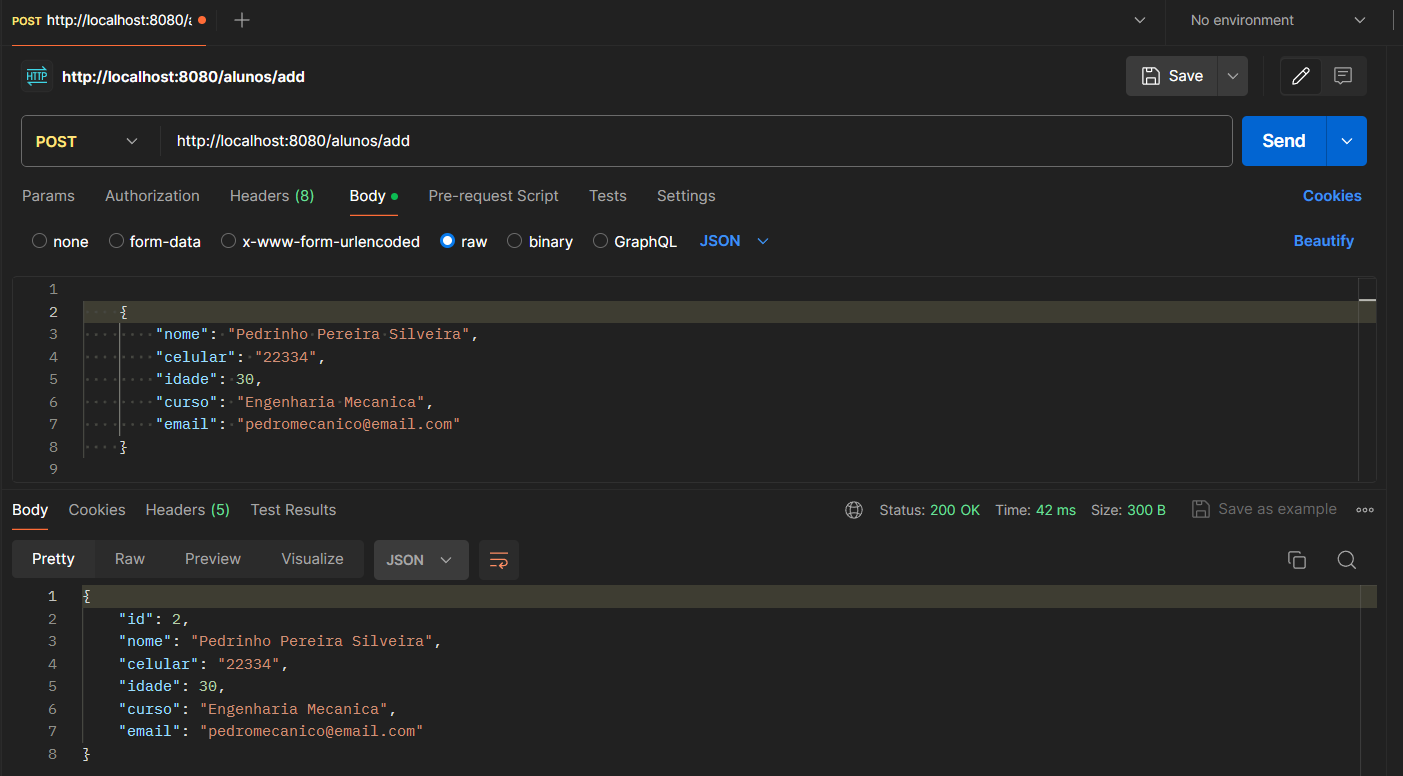 POST http://localhost:8080/a
No environment
HTTP http://localhost:8080/alunos/add
Save
POST http://localhost:8080/alunos/add
Send
Params Authorization Headers (8) Body Pre-request Script Tests Settings Cookies
none form-data x-www-form-urlencoded raw binary GraphQL JSON Beautify
1
2 {
3 "nome": "Pedrinho Pereira Silveira",
4 "celular": "22334",
5 "idade": 30,
6 "curso": "Engenharia Mecanica",
7 "email": "pedromecanico@email.com"
8 }
9
Body Cookies Headers (5) Test Results Status: 200 OK Time: 42 ms Size: 300 B Save as example
Pretty Raw Preview Visualize JSON
1 {
2 "id": 2,
3 "nome": "Pedrinho Pereira Silveira",
4 "celular": "22334",
5 "idade": 30,
6 "curso": "Engenharia Mecanica",
7 "email": "pedromecanico@email.com"
8 }